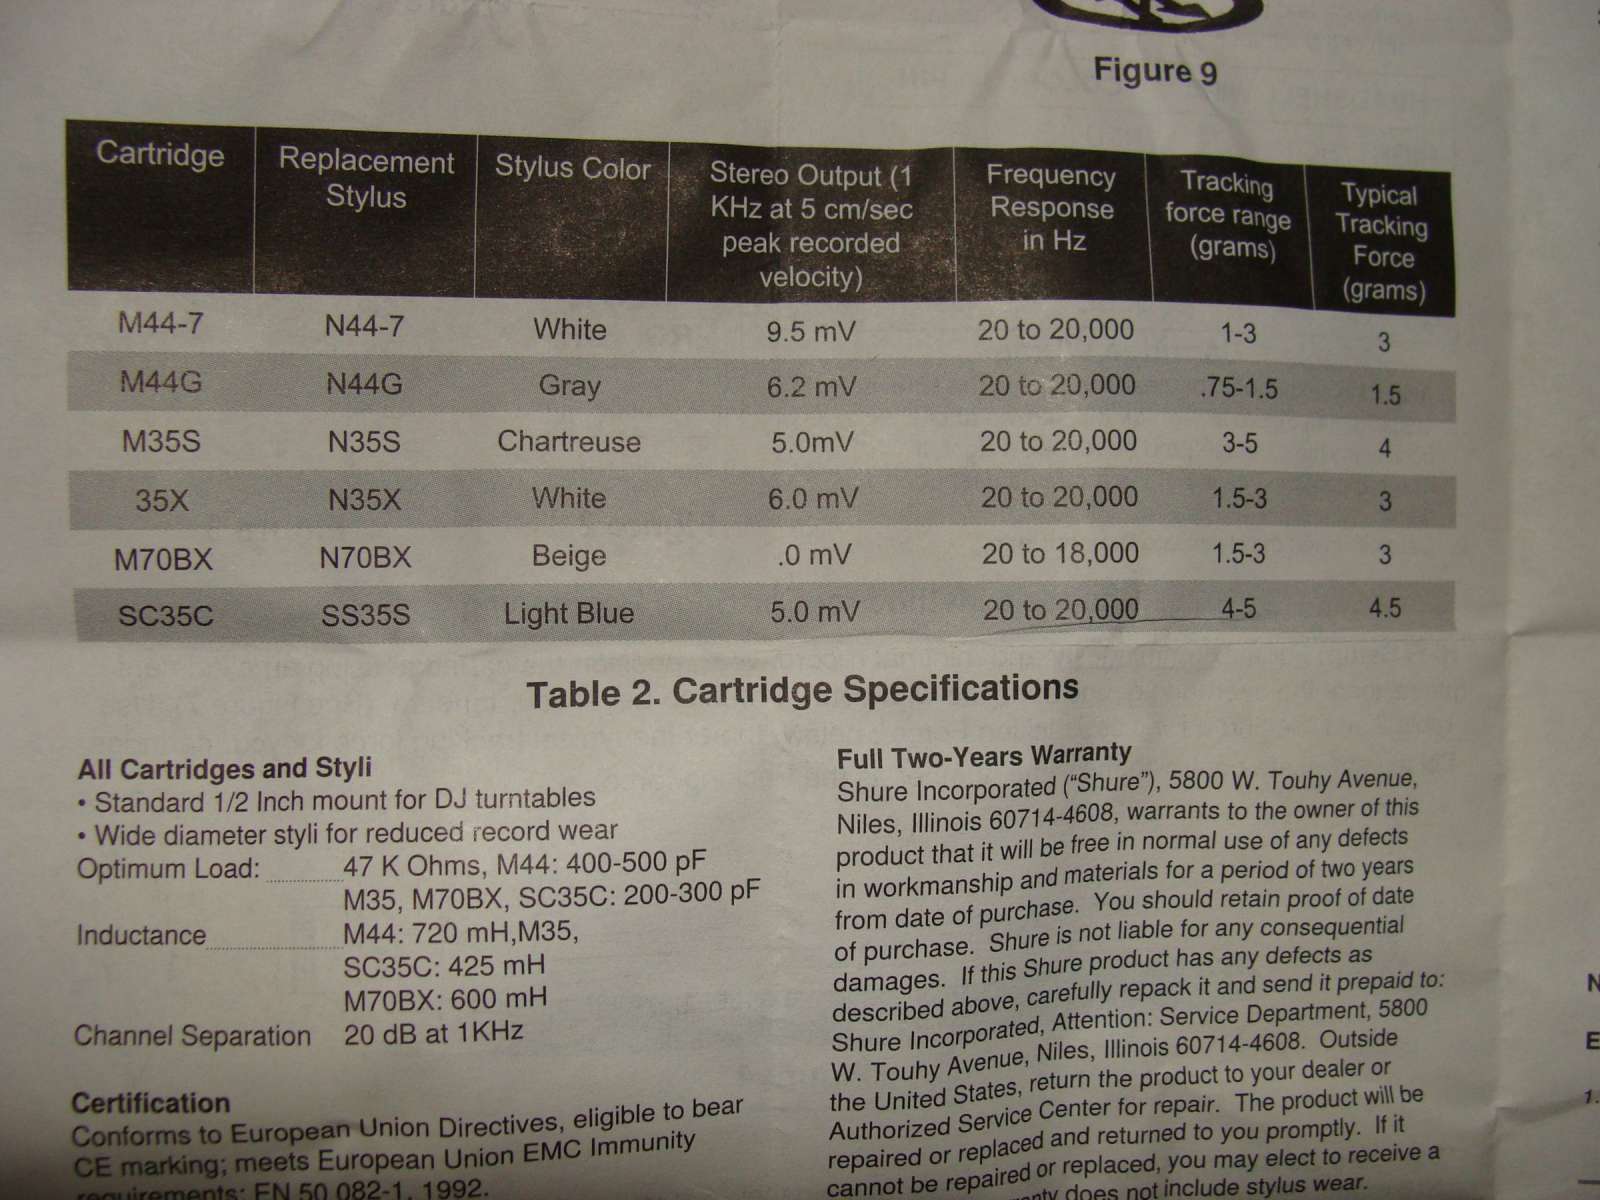 Figure 9
Cartridge Replacement Stylus Stylus Color Stereo Output (1 KHz at 5 cm/sec peak recorded velocity) Frequency Response in Hz Tracking force range (grams) Typical Tracking Force (grams)
M44-7 N44-7 White 9.5 mV 20 to 20,000 1-3 3
M44G N44G Gray 6.2 mV 20 to 20,000 .75-1.5 1.5
M35S N35S Chartreuse 5.0mV 20 to 20,000 3-5 4
35X N35X White 6.0 mV 20 to 20,000 1.5-3 3
M70BX N70BX Beige .0 mV 20 to 18,000 1.5-3 3
SC35C SS35S Light Blue 5.0 mV 20 to 20,000 4-5 4.5
Table 2. Cartridge Specifications
All Cartridges and Styli
• Standard 1/2 Inch mount for DJ turntables
• Wide diameter styli for reduced record wear
Optimum Load: 47 K Ohms, M44: 400-500 pF
M35, M70BX, SC35C: 200-300 pF
Inductance M44: 720 mH,M35,
SC35C: 425 mH
M70BX: 600 mH
Channel Separation 20 dB at 1KHz
Certification
Conforms to European Union Directives, eligible to bear
CE marking; meets European Union EMC Immunity
requirements: EN 50 082-1, 1992.
Full Two-Years Warranty
Shure Incorporated (“Shure”), 5800 W. Touhy Avenue,
Niles, Illinois 60714-4608, warrants to the owner of this
product that it will be free in normal use of any defects
in workmanship and materials for a period of two years
from date of purchase. You should retain proof of date
of purchase. Shure is not liable for any consequential
damages. If this Shure product has any defects as
described above, carefully repack it and send it prepaid to:
Shure Incorporated, Attention: Service Department, 5800
W. Touhy Avenue, Niles, Illinois 60714-4608. Outside
the United States, return the product to your dealer or
Authorized Service Center for repair. The product will be
repaired or replaced and returned to you promptly. If it
cannot be repaired or replaced, you may elect to receive a
does not include stylus wear.